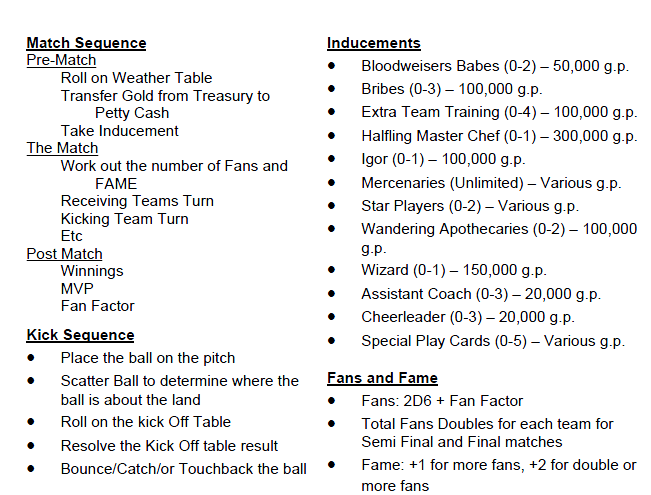 Match Sequence
Pre-Match
Roll on Weather Table
Transfer Gold from Treasury to
Petty Cash
Take Inducement
The Match
Work out the number of Fans and
FAME
Receiving Teams Turn
Kicking Team Turn
Etc
Post Match
Winnings
MVP
Fan Factor
Kick Sequence
● Place the ball on the pitch
● Scatter Ball to determine where the
ball is about the land
● Roll on the kick Off Table
● Resolve the Kick Off table result
● Bounce/Catch/or Touchback the ball
Inducements
● Bloodweisers Babes (0-2) – 50,000 g.p.
● Bribes (0-3) – 100,000 g.p.
● Extra Team Training (0-4) – 100,000 g.p.
● Halfling Master Chef (0-1) – 300,000 g.p.
● Igor (0-1) – 100,000 g.p.
● Mercenaries (Unlimited) – Various g.p.
● Star Players (0-2) – Various g.p.
● Wandering Apothecaries (0-2) – 100,000
g.p.
● Wizard (0-1) – 150,000 g.p.
● Assistant Coach (0-3) – 20,000 g.p.
● Cheerleader (0-3) – 20,000 g.p.
● Special Play Cards (0-5) – Various g.p.
Fans and Fame
● Fans: 2D6 + Fan Factor
● Total Fans Doubles for each team for
Semi Final and Final matches
● Fame: +1 for more fans, +2 for double or
more fans